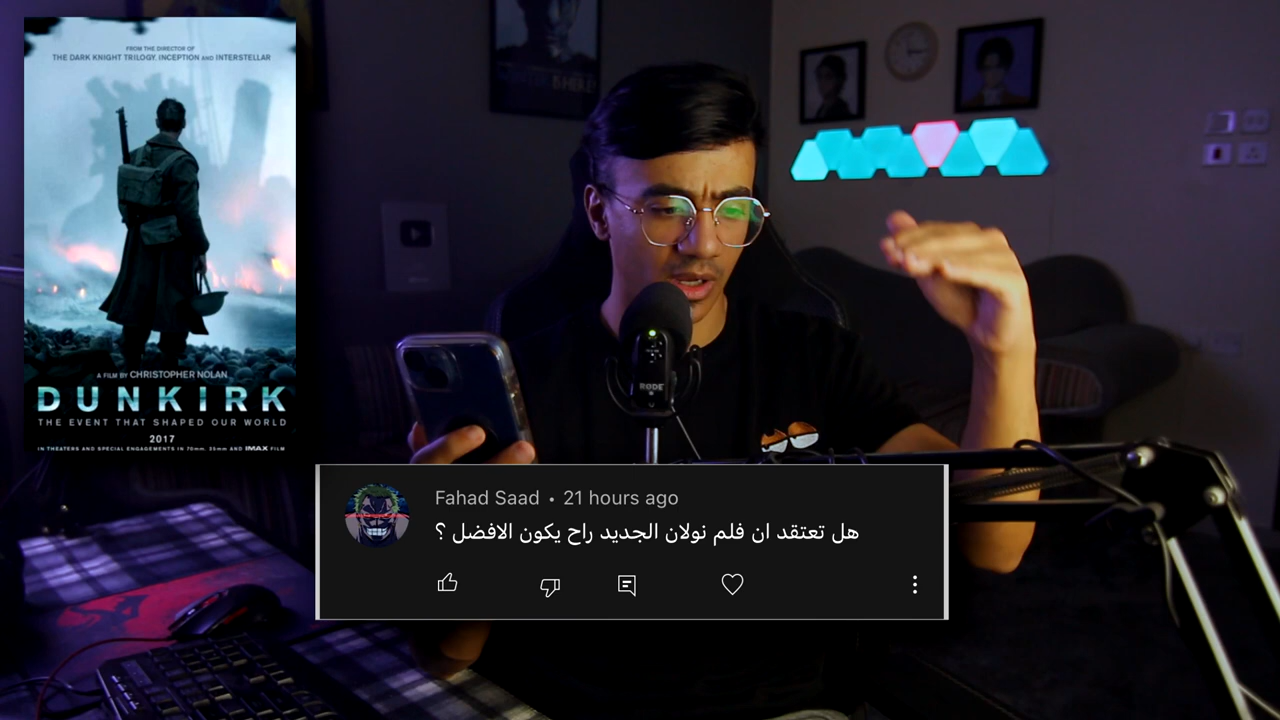 FROM THE DIRECTOR OF
THE DARK KNIGHT TRILOGY, INCEPTION AND INTERSTELLAR
A FILM BY CHRISTOPHER NOLAN
DUNKIRK
THE EVENT THAT SHAPED OUR WORLD
2017
IN THEATERS AND SPECIAL ENGAGEMENTS IN 70mm, 35mm AND IMAX FILM
RØDE
Fahad Saad • 21 hours ago
هل تعتقد ان فلم نولان الجديد راح يكون الافضل ؟